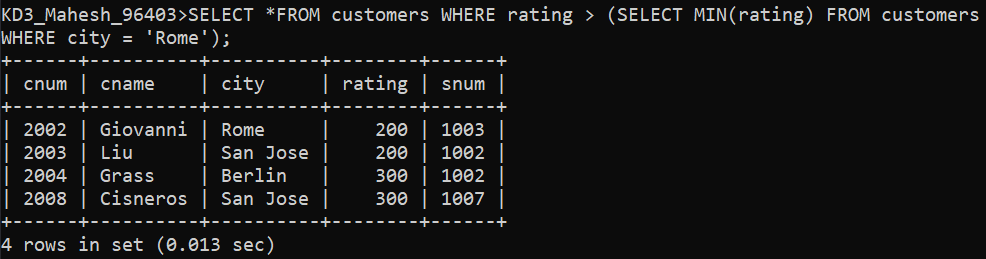 KD3_Mahesh_96403>SELECT *FROM customers WHERE rating > (SELECT MIN(rating) FROM customers
WHERE city = 'Rome');
+------+----------+----------+--------+------+
| cnum | cname    | city     | rating | snum |
+------+----------+----------+--------+------+
| 2002 | Giovanni | Rome     |    200 | 1003 |
| 2003 | Liu      | San Jose |    200 | 1002 |
| 2004 | Grass    | Berlin   |    300 | 1002 |
| 2008 | Cisneros | San Jose |    300 | 1007 |
+------+----------+----------+--------+------+
4 rows in set (0.013 sec)